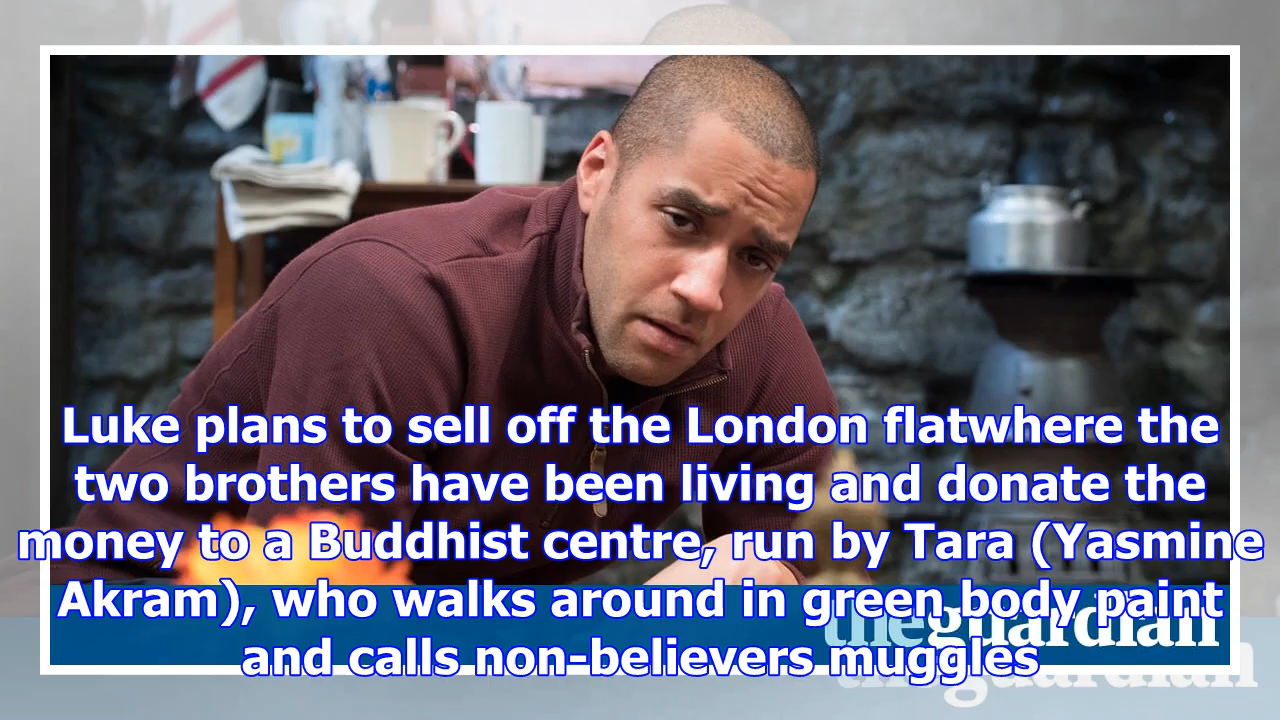 Luke plans to sell off the London flatwhere the
two brothers have been living and donate the
money to a Buddhist centre, run by Tara (Yasmine
Akram), who walks around in green body paint
and calls non-believers muggles
theguardian
theguardian